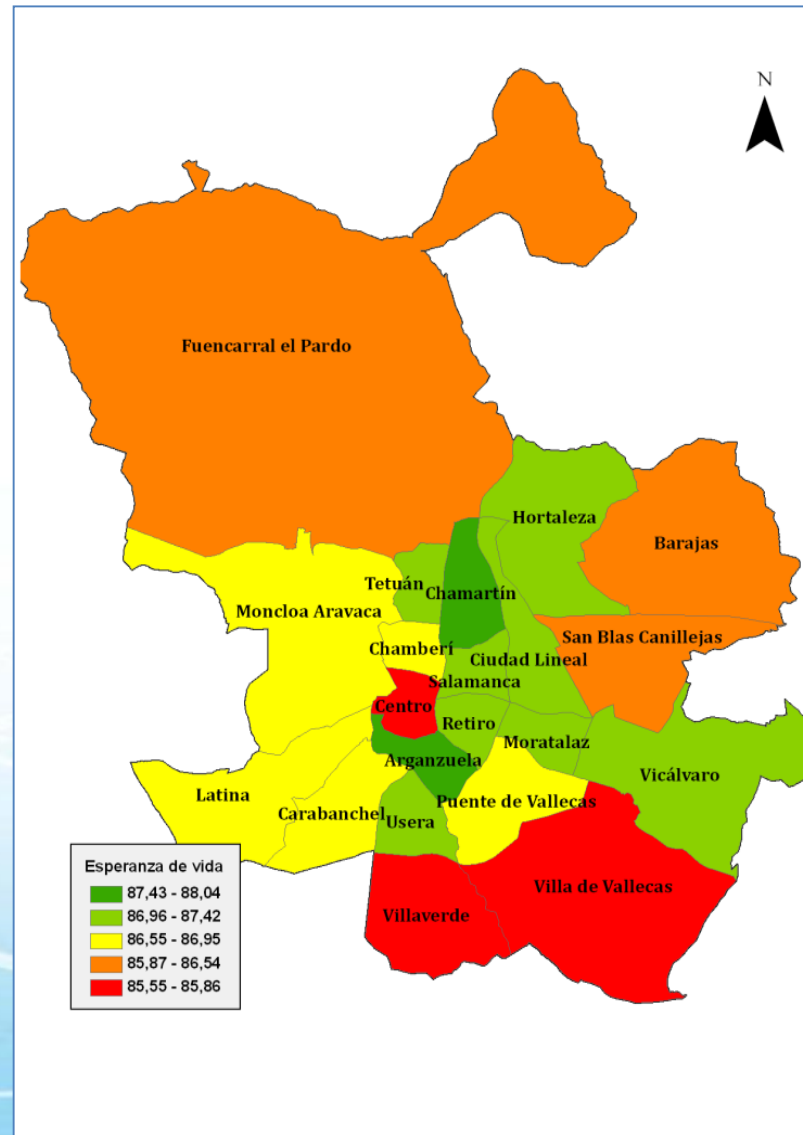 N
Fuencarral el Pardo
Hortaleza
Barajas
Tetuán
Chamartín
Moncloa Aravaca
San Blas Canillejas
Chamberí
Ciudad Lineal
Salamanca
Centro
Retiro
Moratalaz
Arganzuela
Vicálvaro
Latina
Puente de Vallecas
Carabanchel
Usera
Villa de Vallecas
Villaverde
Esperanza de vida
87,43 - 88,04
86,96 - 87,42
86,55 - 86,95
85,87 - 86,54
85,55 - 85,86